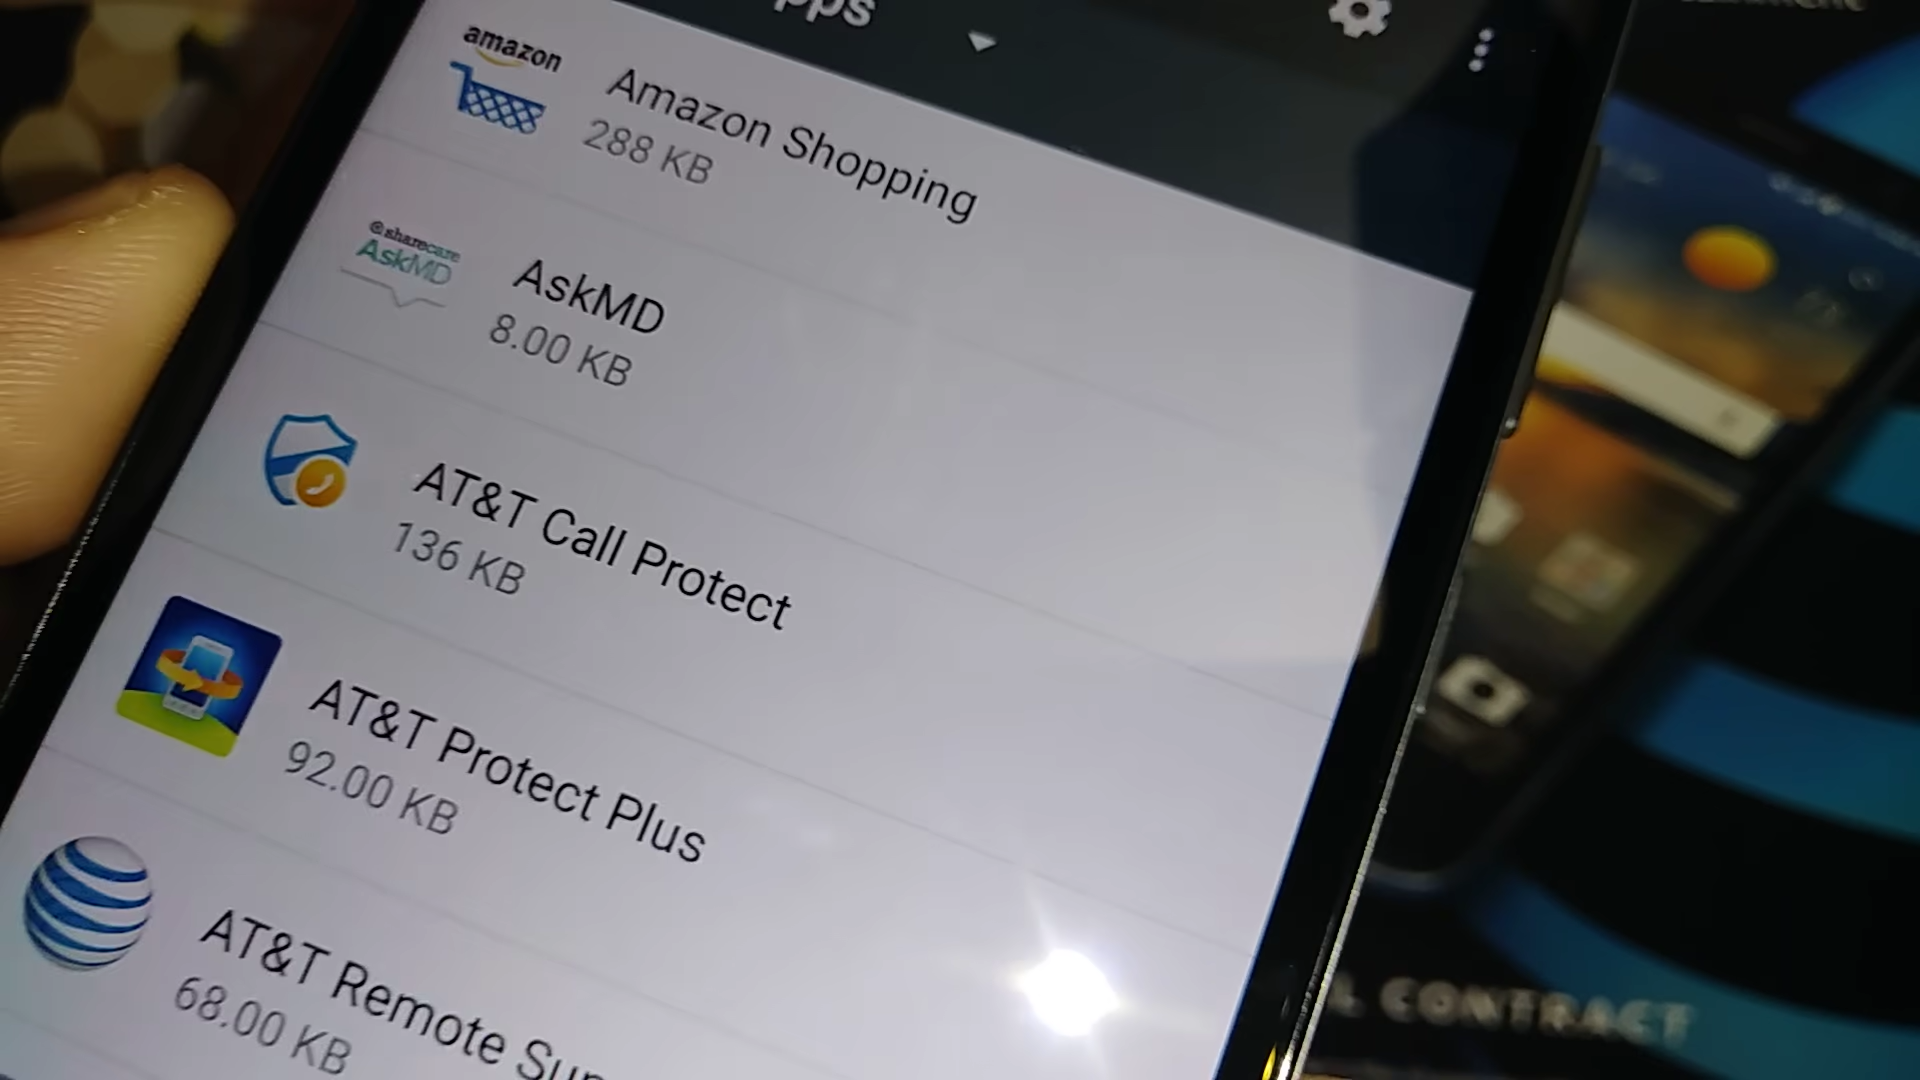 amazon
Amazon Shopping
288 KB
@sharecare
AskMD
AskMD
8.00 KB
AT&T Call Protect
136 KB
AT&T Protect Plus
92.00 KB
AT&T Remote
68.00 KB
CONTRACT